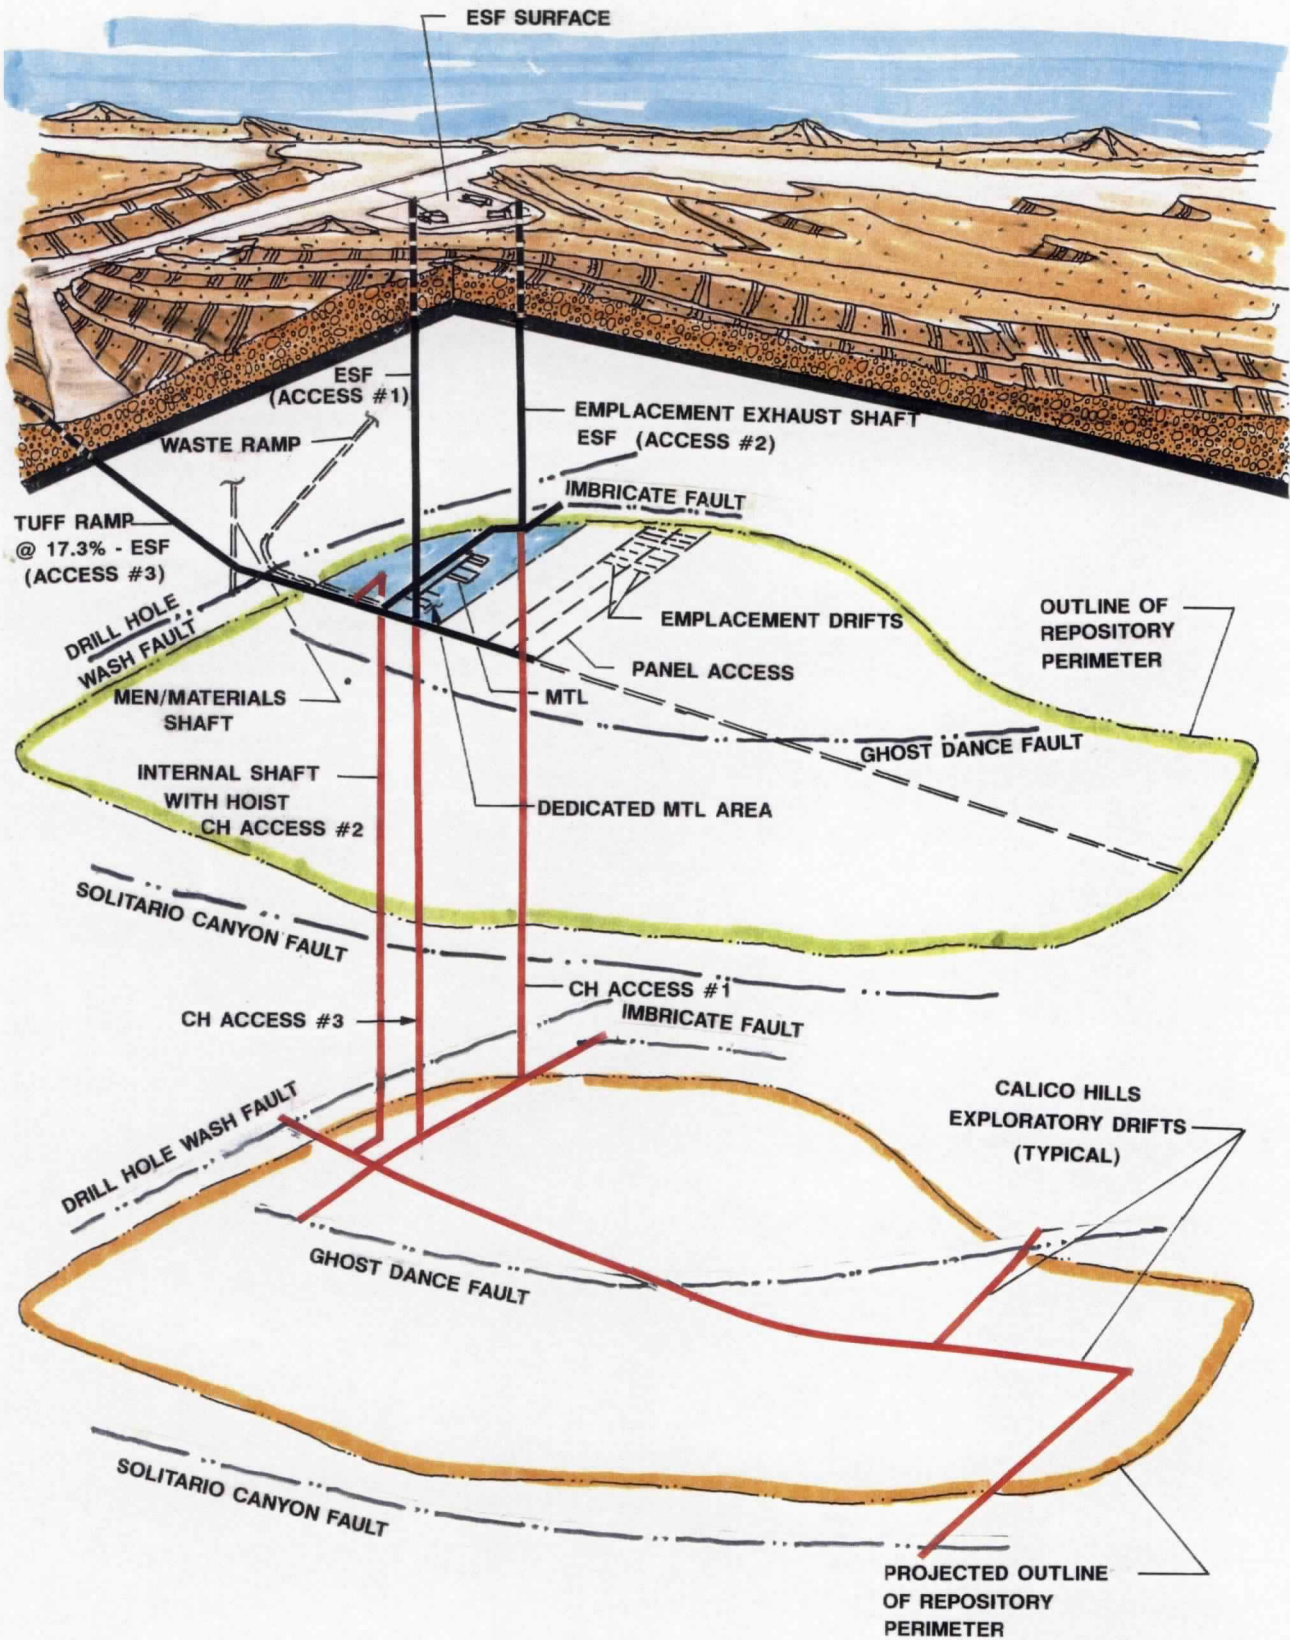 ESF SURFACE
ESF
(ACCESS #1)
WASTE RAMP
EMPLACEMENT EXHAUST SHAFT
ESF (ACCESS #2)
IMBRICATE FAULT
TUFF RAMP
@ 17.3% - ESF
(ACCESS #3)
DRILL HOLE
WASH FAULT
EMPLACEMENT DRIFTS
OUTLINE OF
REPOSITORY
PERIMETER
PANEL ACCESS
MEN/MATERIALS
SHAFT
MTL
GHOST DANCE FAULT
INTERNAL SHAFT
WITH HOIST
CH ACCESS #2
DEDICATED MTL AREA
SOLITARIO CANYON FAULT
CH ACCESS #1
CH ACCESS #3
IMBRICATE FAULT
DRILL HOLE WASH FAULT
CALICO HILLS
EXPLORATORY DRIFTS
(TYPICAL)
GHOST DANCE FAULT
SOLITARIO CANYON FAULT
PROJECTED OUTLINE
OF REPOSITORY
PERIMETER